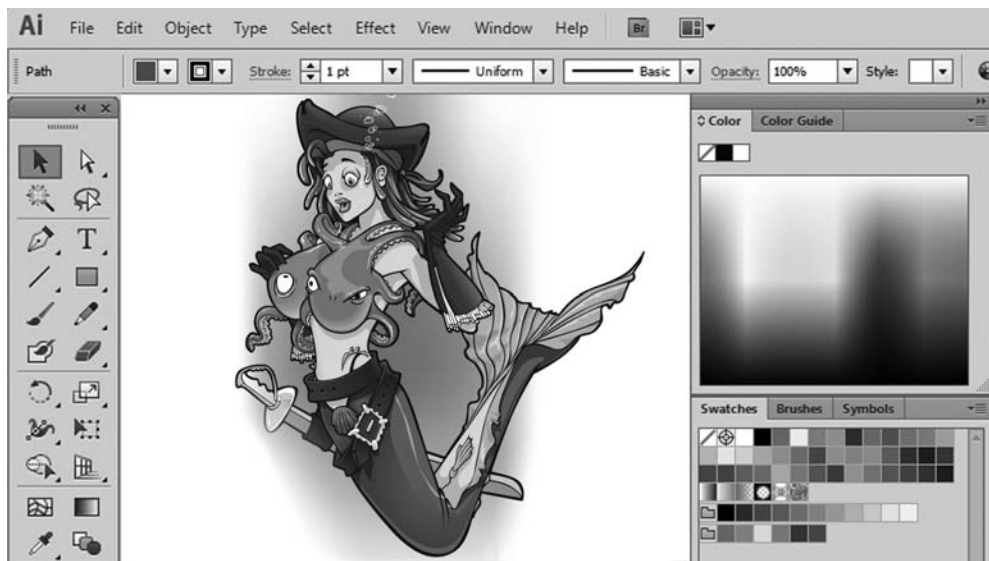 Ai File Edit Object Type Select Effect View Window Help Br
Path Stroke: 1 pt Uniform Basic Opacity: 100% Style:
Color Color Guide
T
Swatches Brushes Symbols